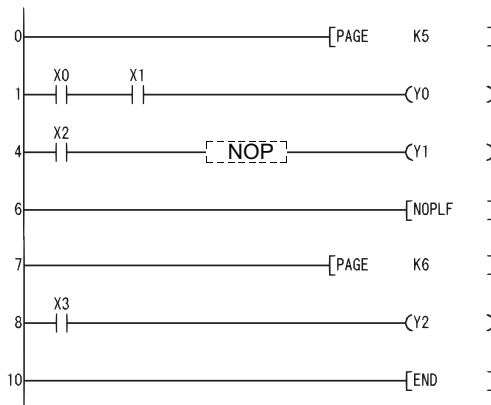 0 [PAGE K5 ]
X0 X1
1 (Y0 )
X2
4 NOP (Y1 )
6 [NOPLF ]
7 [PAGE K6 ]
X3
8 (Y2 )
10 [END ]